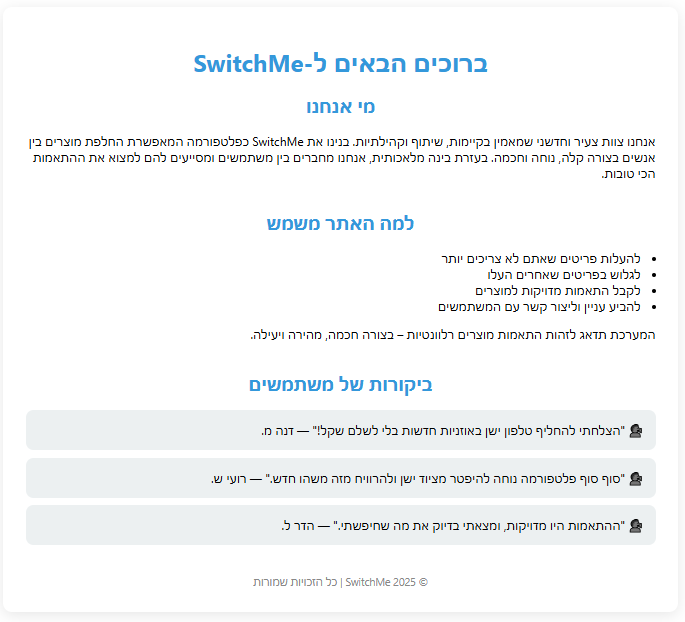 ברוכים הבאים ל-SwitchMe
מי אנחנו
אנחנו צוות צעיר וחדשני שמאמין בקיימות, שיתוף וקהילתיות. בנינו את SwitchMe כפלטפורמה המאפשרת החלפת מוצרים בין
אנשים בצורה קלה, נוחה וחכמה. בעזרת בינה מלאכותית, אנחנו מחברים בין משתמשים ומסייעים להם למצוא את ההתאמות
הכי טובות.
למה האתר משמש
• להעלות פריטים שאתם לא צריכים יותר
• לגלוש בפריטים שאחרים העלו
• לקבל התאמות מדויקות למוצרים
• להביע עניין וליצור קשר עם המשתמשים
המערכת תדאג לזהות התאמות מוצרים רלוונטיות – בצורה חכמה, מהירה ויעילה.
ביקורות של משתמשים
"הצלחתי להחליף טלפון ישן באוזניות חדשות בלי לשלם שקל!" — דנה מ.
"סוף סוף פלטפורמה נוחה להיפטר מציוד ישן ולהרוויח מזה משהו חדש." — רועי ש.
"ההתאמות היו מדויקות, ומצאתי בדיוק את מה שחיפשתי." — הדר ל.
© 2025 SwitchMe | כל הזכויות שמורות